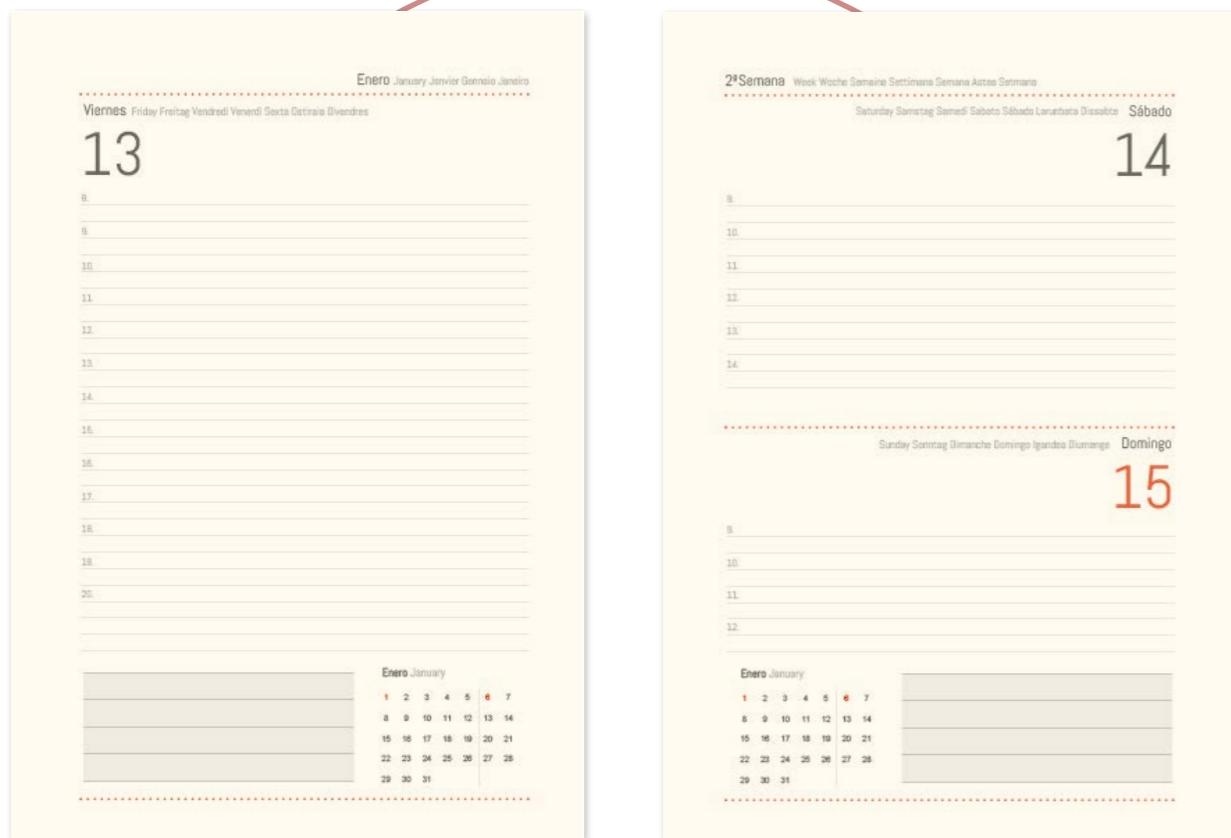 Enero January Janvier Gennaio Janeiro
Viernes Friday Freitag Vendredi Venerdì Sexta Ostirala Divendres
13
8.
9.
10.
11.
12.
13.
14.
15.
16.
17.
18.
19.
20.
Enero January
1 2 3 4 5 6 7
8 9 10 11 12 13 14
15 16 17 18 19 20 21
22 23 24 25 26 27 28
29 30 31
2ªSemana Week Woche Semaine Settimana Semana Astea Setmana
Saturday Samstag Samedi Sabato Sábado Larunbata Dissabte Sábado
14
9.
10.
11.
12.
13.
14.
Sunday Sonntag Dimanche Domingo Igandea Diumenge Domingo
15
9.
10.
11.
12.
Enero January
1 2 3 4 5 6 7
8 9 10 11 12 13 14
15 16 17 18 19 20 21
22 23 24 25 26 27 28
29 30 31